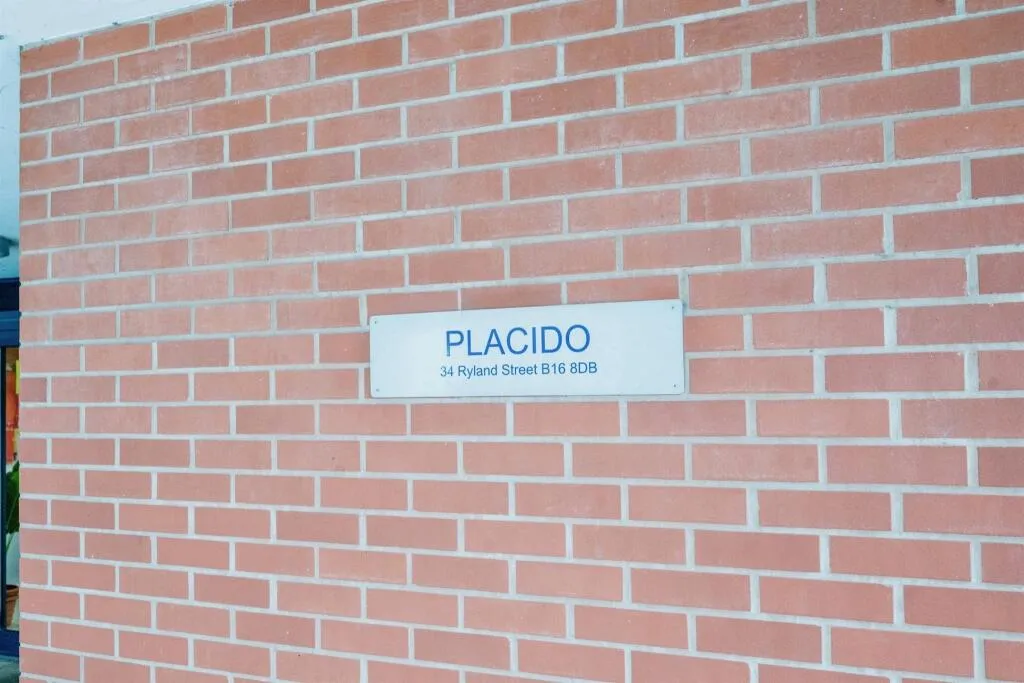 PLACIDO
34 Ryland Street B16 8DB